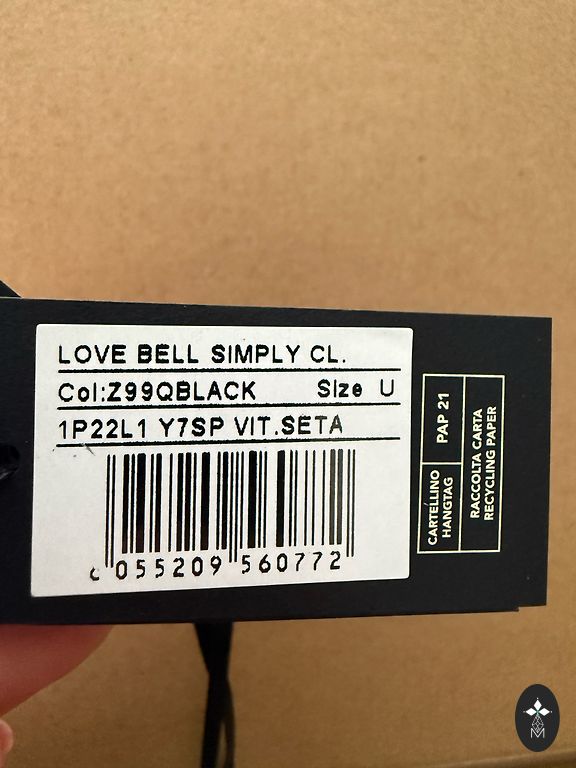 LOVE BELL SIMPLY CL.
Col:Z99QBLACK Size U
1P22L1 Y7SP VIT.SETA
055209 560772
CARTELLINO
HANGTAG
PAP 21
RACCOLTA CARTA
RECYCLING PAPER
M